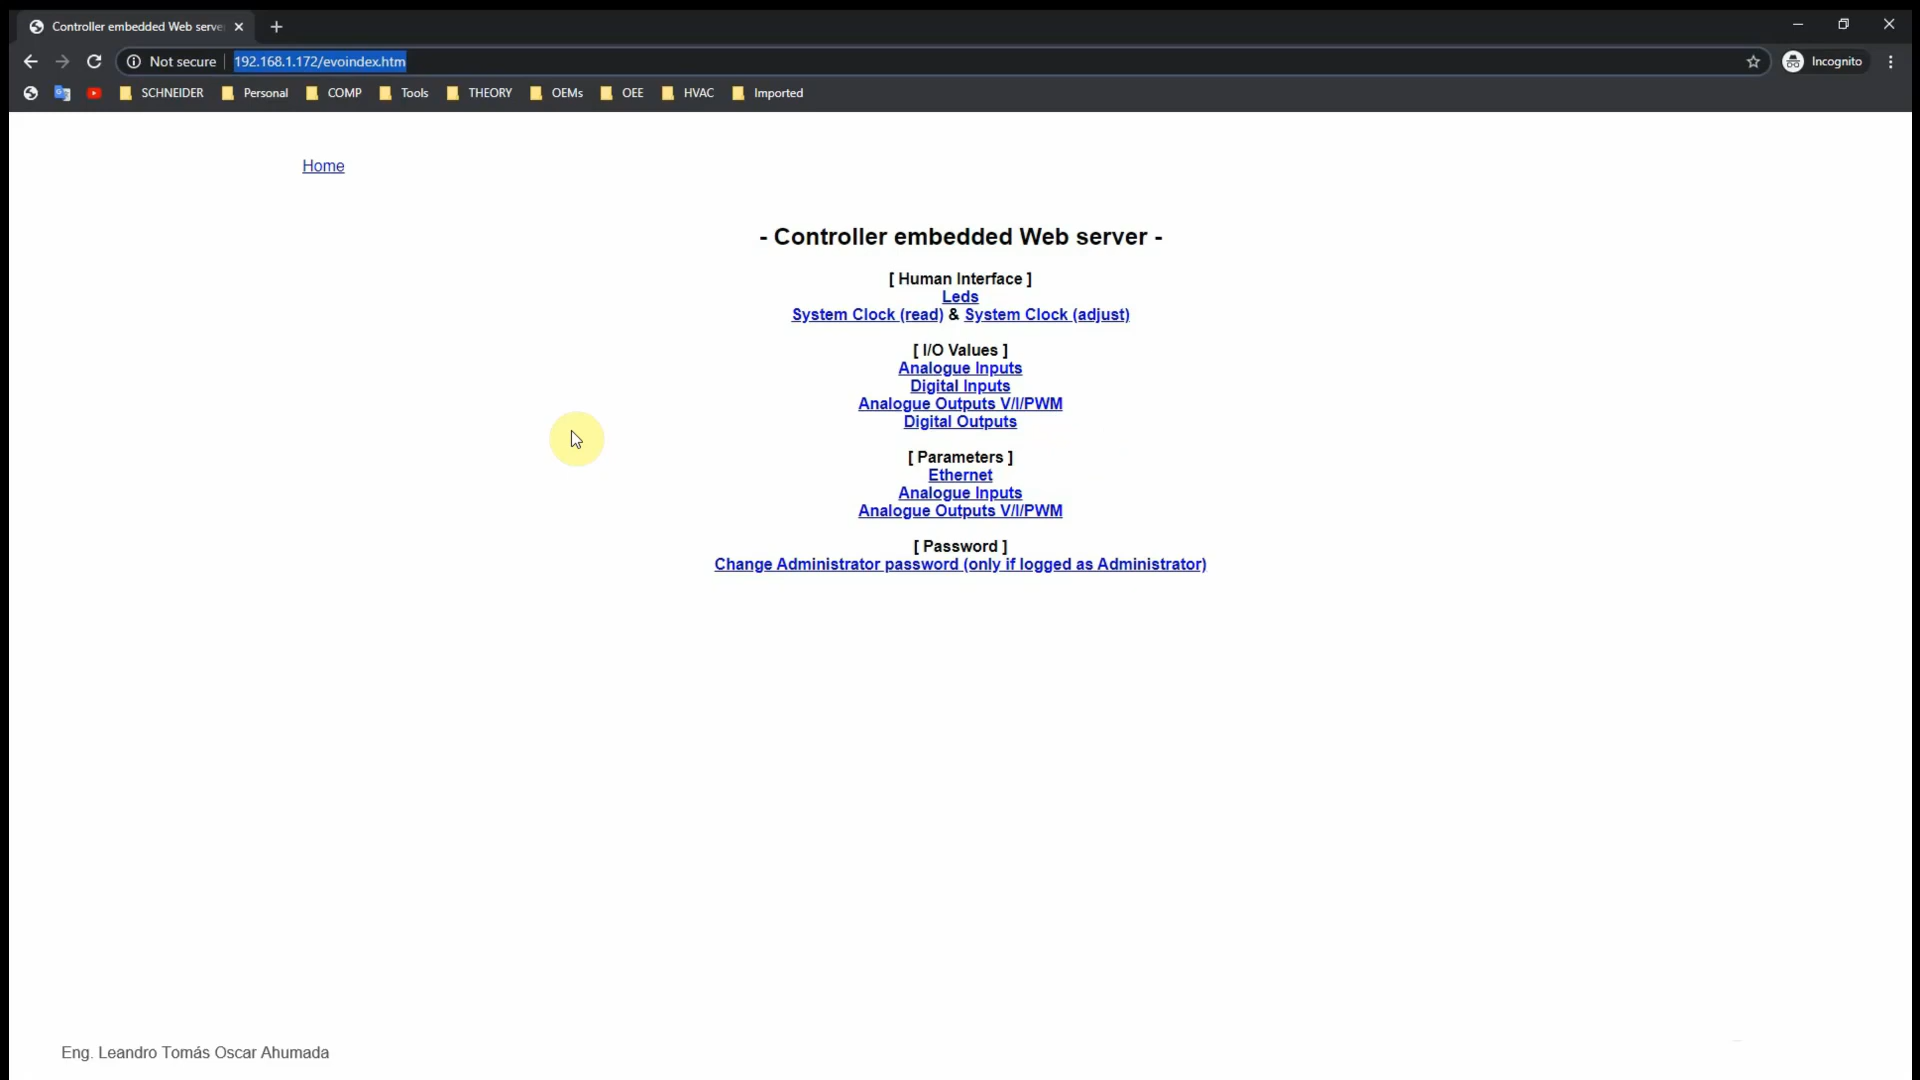 Controller embedded Web serve
Not secure
192.168.1.172/evoindex.htm
Incognito
SCHNEIDER
Personal
COMP
Tools
THEORY
OEMs
OEE
HVAC
Imported
Home
- Controller embedded Web server -
[ Human Interface ]
Leds
System Clock (read) & System Clock (adjust)
[ I/O Values ]
Analogue Inputs
Digital Inputs
Analogue Outputs V/I/PWM
Digital Outputs
[ Parameters ]
Ethernet
Analogue Inputs
Analogue Outputs V/I/PWM
[ Password ]
Change Administrator password (only if logged as Administrator)
Eng. Leandro Tomás Oscar Ahumada